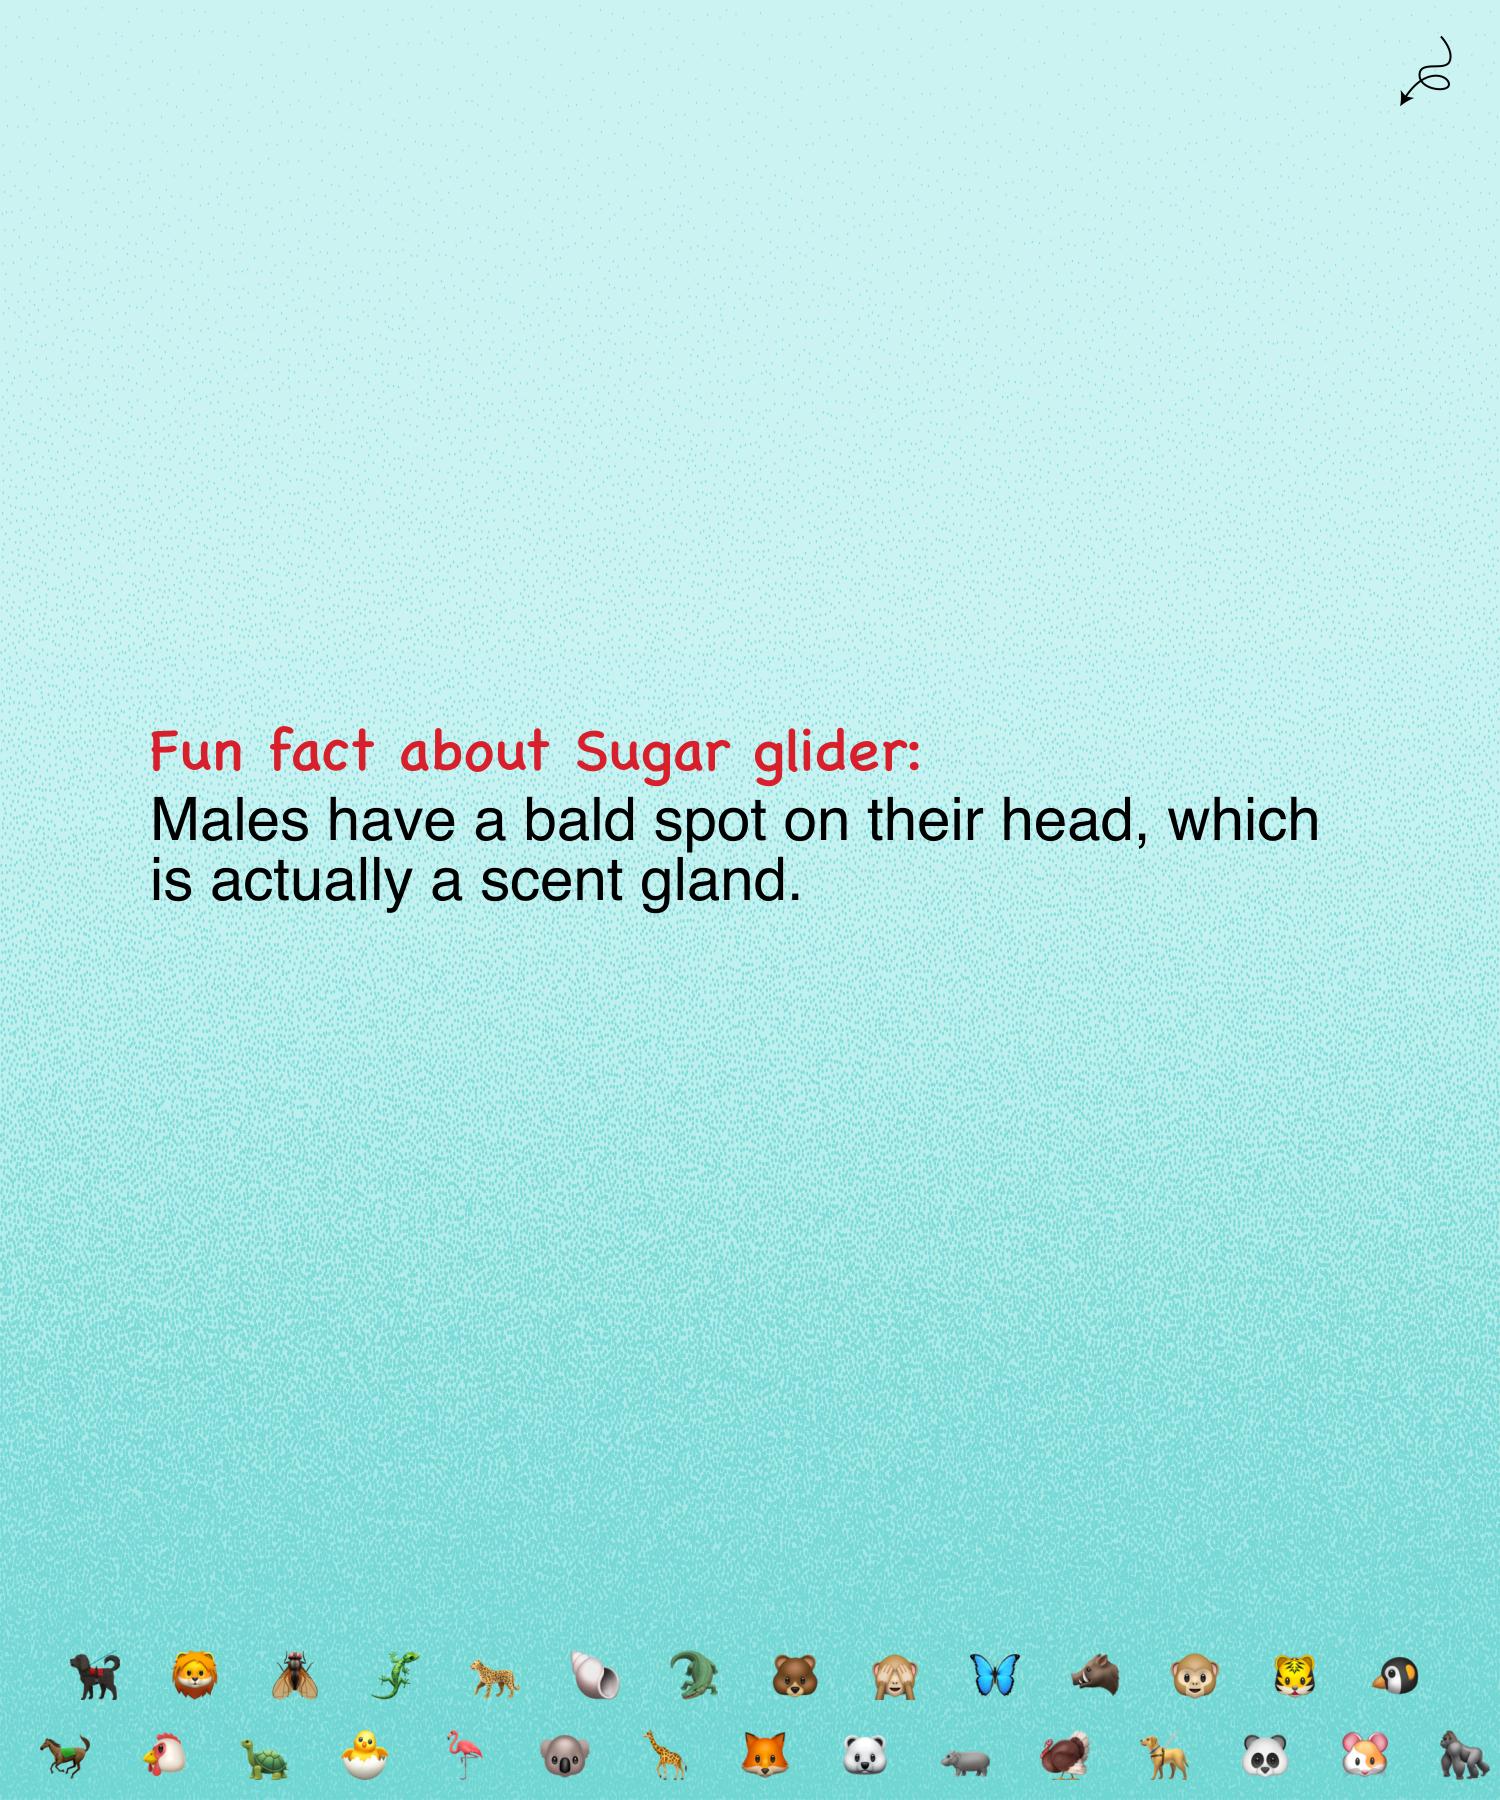 Fun fact about Sugar glider:
Males have a bald spot on their head, which
is actually a scent gland.